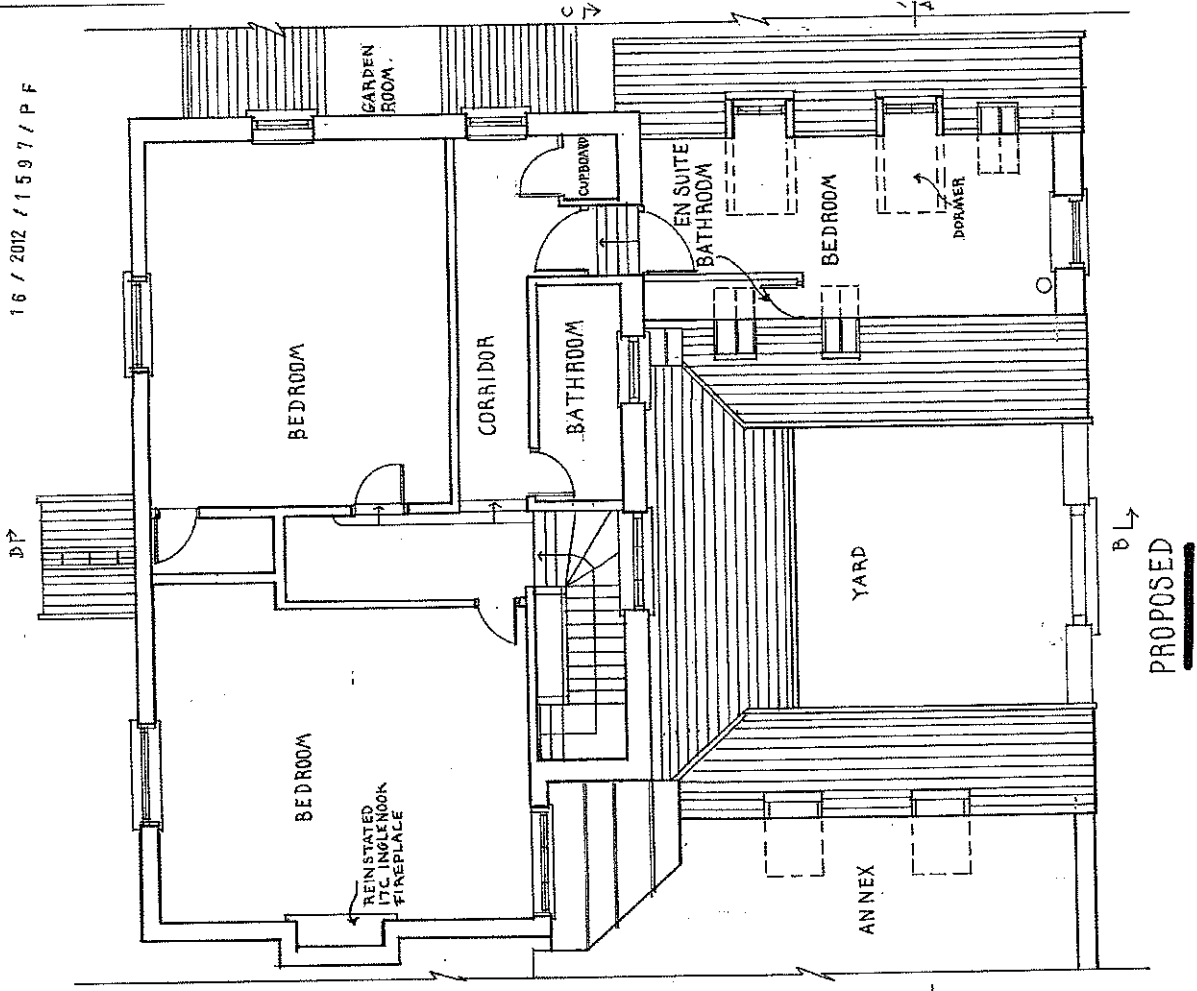 16 / 2012 / 1597 / PF
C
A
D
GARDEN
ROOM.
CUPBOARD
BEDROOM
CORRIDOR
BATHROOM
EN SUITE
BATHROOM
BEDROOM
DORMER
BEDROOM
REINSTATED
17C. INGLENOOK
FIREPLACE
YARD
ANNEX
B
PROPOSED